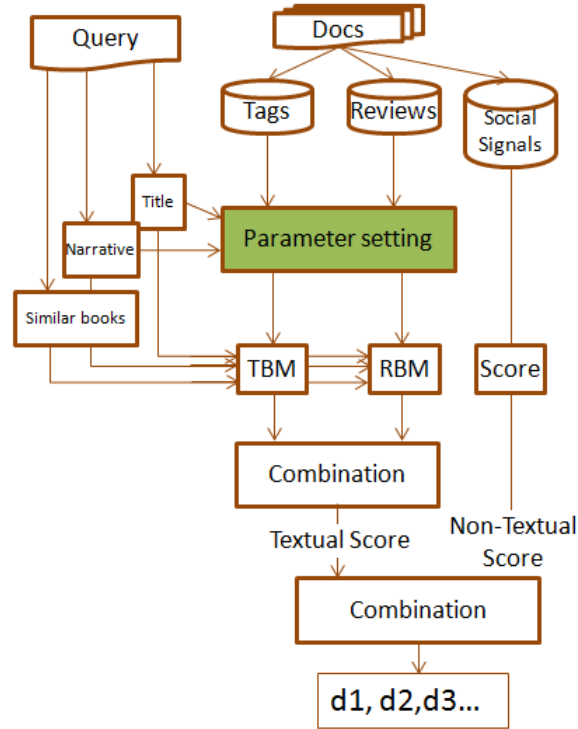 Query
Docs
Tags
Reviews
Social
Signals
Title
Narrative
Parameter setting
Similar books
TBM
RBM
Score
Combination
Textual Score
Non-Textual
Score
Combination
d1, d2,d3...